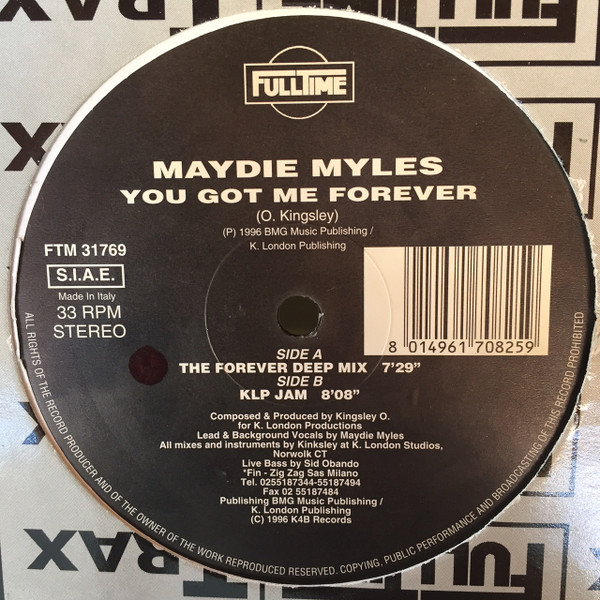 FULLTIME
MAYDIE MYLES
YOU GOT ME FOREVER
(O. Kingsley)
(P) 1996 BMG Music Publishing /
K. London Publishing
FTM 31769
S.I.A.E.
Made in Italy
33 RPM
STEREO
8 014961 708259
SIDE A
THE FOREVER DEEP MIX 7'29"
SIDE B
KLP JAM 8'08"
Composed & Produced by Kingsley O.
for K. London Productions
Lead & Background Vocals by Maydie Myles
All mixes and instruments by Kinksley at K. London Studios,
Norwolk CT
Live Bass by Sid Obando
*Fin - Zig Zag Sas Milano
Tel. 0255187344-55187494
Fax 02 55187484
Publishing BMG Music Publishing /
K. London Publishing
(C) 1996 K4B Records
ALL RIGHTS OF THE RECORD PRODUCER AND OF THE OWNER OF THE WORK REPRODUCED RESERVED. COPYING, PUBLIC PERFORMANCE AND BROADCASTING OF THIS RECORD PROHIBITED